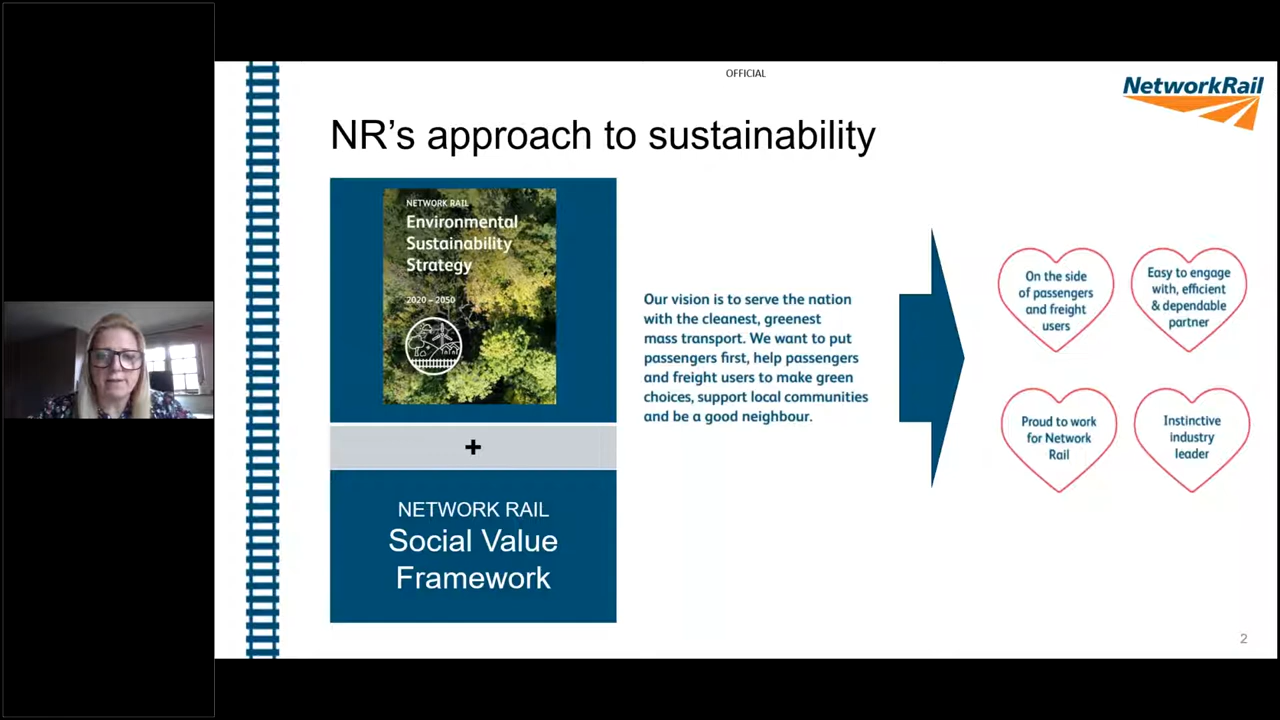 OFFICIAL
NetworkRail
NR’s approach to sustainability
NETWORK RAIL
Environmental
Sustainability
Strategy
2020 – 2050
+
NETWORK RAIL
Social Value
Framework
Our vision is to serve the nation
with the cleanest, greenest
mass transport. We want to put
passengers first, help passengers
and freight users to make green
choices, support local communities
and be a good neighbour.
On the side
of passengers
and freight
users
Easy to engage
with, efficient
& dependable
partner
Proud to work
for Network
Rail
Instinctive
industry
leader
2